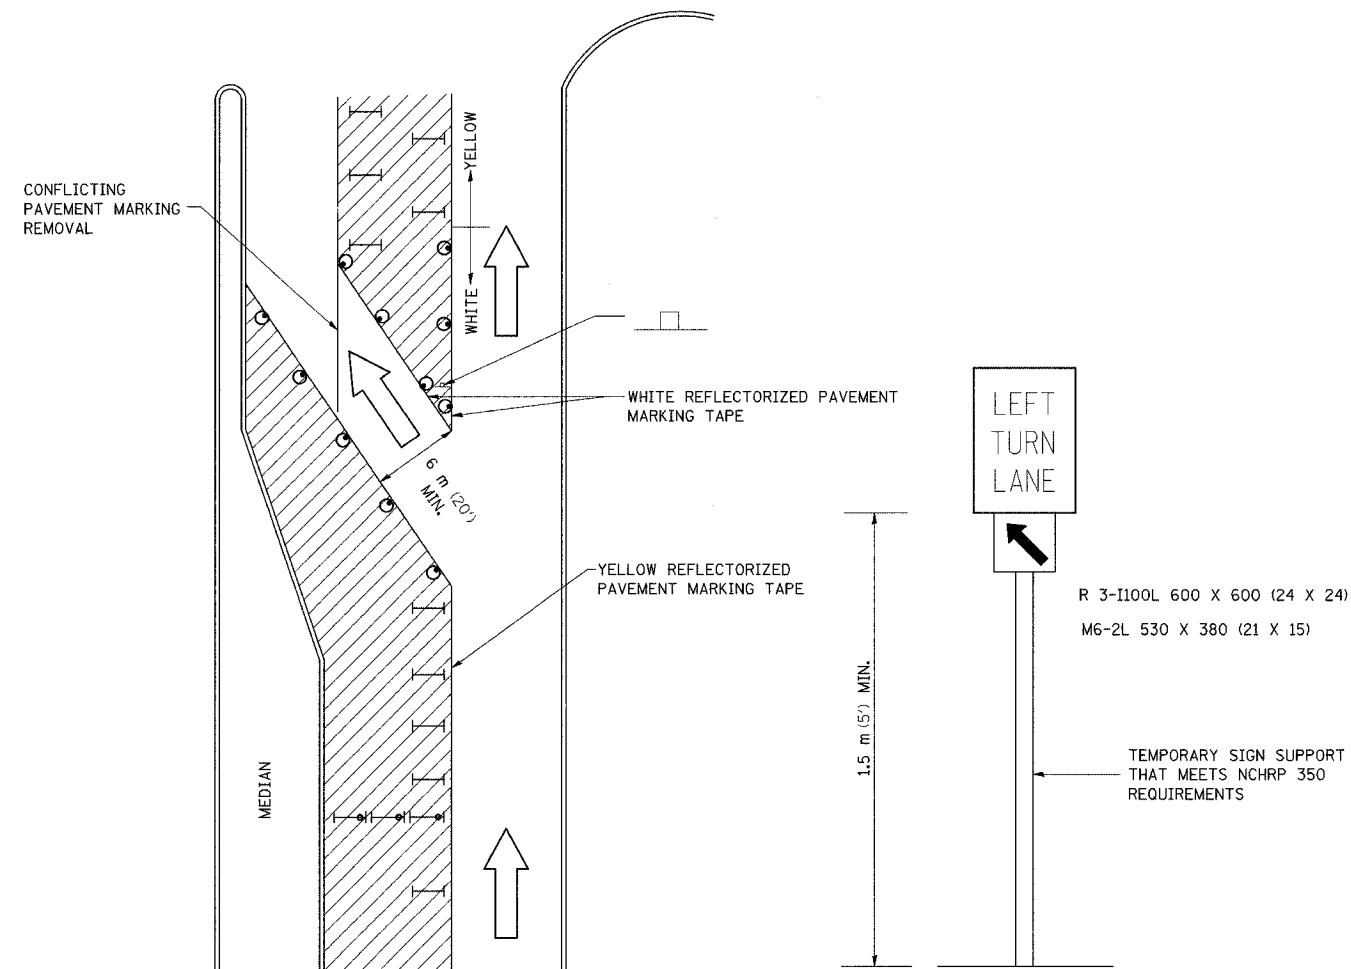 CONFLICTING
PAVEMENT MARKING
REMOVAL
YELLOW
WHITE
WHITE REFLECTORIZED PAVEMENT
MARKING TAPE
6 m (20')
MIN.
YELLOW REFLECTORIZED
PAVEMENT MARKING TAPE
MEDIAN
LEFT
TURN
LANE
R 3-I100L 600 X 600 (24 X 24)
M6-2L 530 X 380 (21 X 15)
1.5 m (5') MIN.
TEMPORARY SIGN SUPPORT
THAT MEETS NCHRP 350
REQUIREMENTS